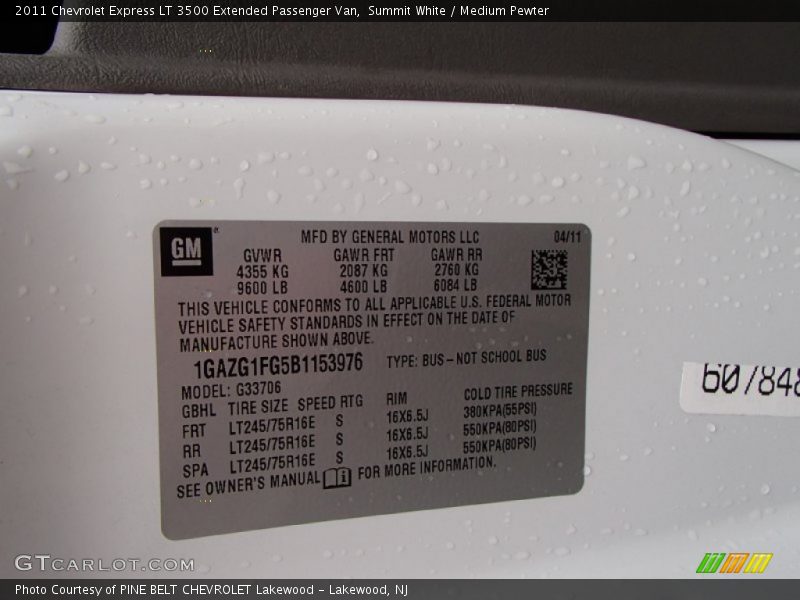 2011 Chevrolet Express LT 3500 Extended Passenger Van,  Summit White / Medium Pewter
GM
MFD BY GENERAL MOTORS LLC 04/11
GVWR GAWR FRT GAWR RR
4355 KG 2087 KG 2760 KG
9600 LB 4600 LB 6084 LB
THIS VEHICLE CONFORMS TO ALL APPLICABLE U.S. FEDERAL MOTOR
VEHICLE SAFETY STANDARDS IN EFFECT ON THE DATE OF
MANUFACTURE SHOWN ABOVE.
1GAZG1FG5B1153976 TYPE: BUS – NOT SCHOOL BUS
MODEL: G33706
GBHL TIRE SIZE SPEED RTG RIM COLD TIRE PRESSURE
FRT LT245/75R16E S 16X6.5J 380KPA(55PSI)
RR LT245/75R16E S 16X6.5J 550KPA(80PSI)
SPA LT245/75R16E S 16X6.5J 550KPA(80PSI)
SEE OWNER'S MANUAL FOR MORE INFORMATION.
607848
GTCARLOT.COM
Photo Courtesy of PINE BELT CHEVROLET Lakewood - Lakewood, NJ